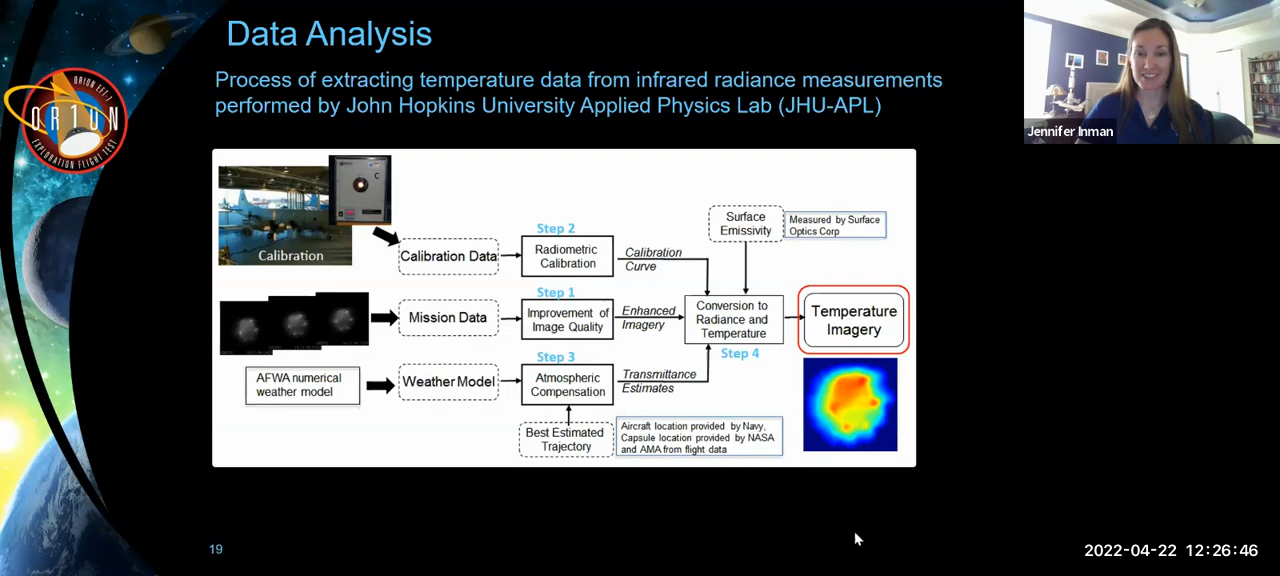 Data Analysis
Process of extracting temperature data from infrared radiance measurements
performed by John Hopkins University Applied Physics Lab (JHU-APL)
Jennifer Inman
ORION EFT-1
OR1ON
EXPLORATION FLIGHT TEST
Calibration
Calibration Data
Step 2
Radiometric
Calibration
Calibration
Curve
Surface
Emissivity
Measured by Surface
Optics Corp
Mission Data
Step 1
Improvement of
Image Quality
Enhanced
Imagery
Conversion to
Radiance and
Temperature
Step 4
Temperature
Imagery
AFWA numerical
weather model
Weather Model
Step 3
Atmospheric
Compensation
Transmittance
Estimates
Best Estimated
Trajectory
Aircraft location provided by Navy,
Capsule location provided by NASA
and AMA from flight data
19
2022-04-22 12:26:46